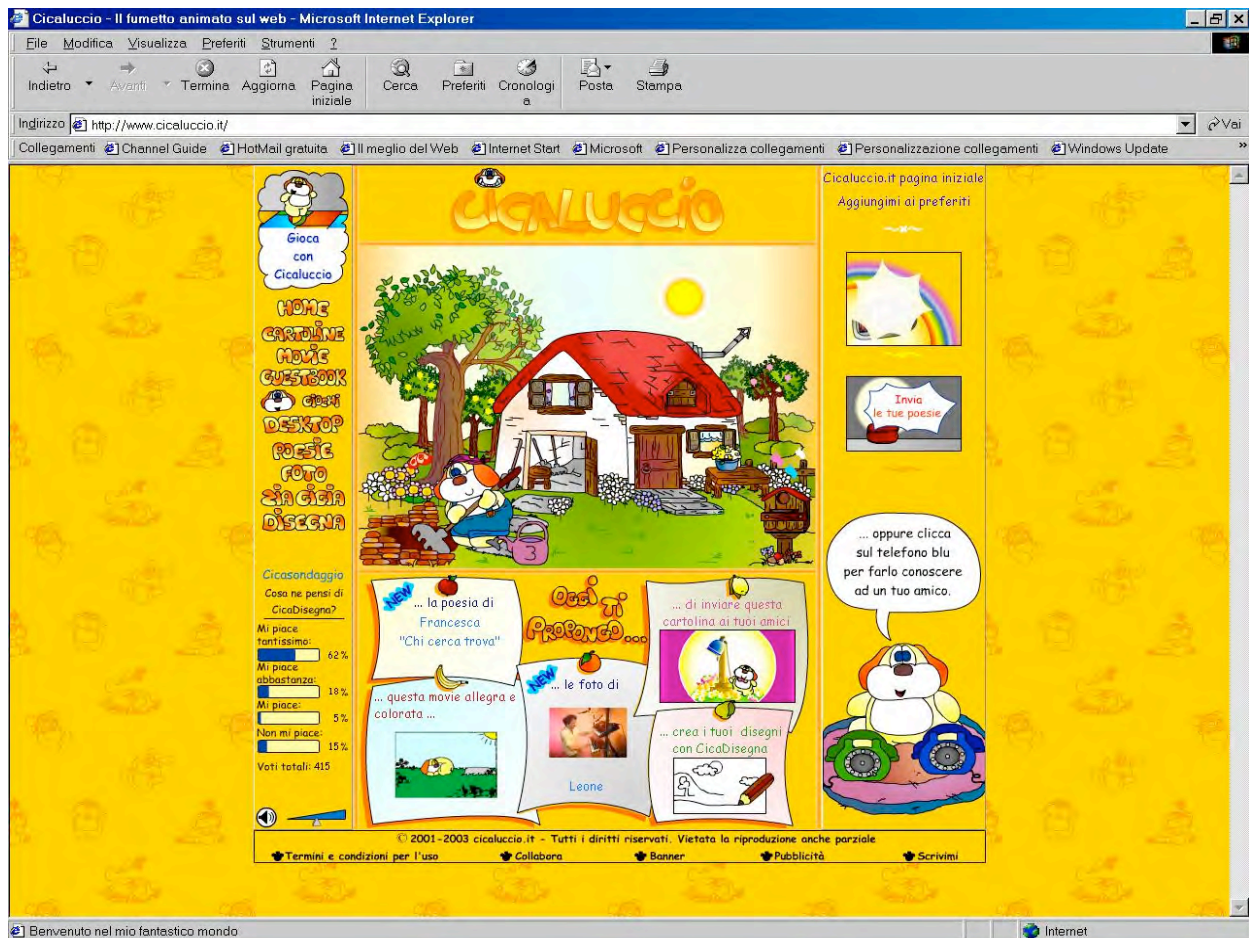 Cicaluccio - Il fumetto animato sul web - Microsoft Internet Explorer
File Modifica Visualizza Preferiti Strumenti ?
Indietro Avanti Termina Aggiorna Pagina iniziale Cerca Preferiti Cronologia Posta Stampa
Indirizzo http://www.cicaluccio.it/ Vai
Collegamenti Channel Guide HotMail gratuita Il meglio del Web Internet Start Microsoft Personalizza collegamenti Personalizzazione collegamenti Windows Update »
Gioca
con
Cicaluccio
HOME
CARTOLINE
MOVIE
GUESTBOOK
GIOCHI
DESKTOP
POESIE
FOTO
ZIA CICIA
DISEGNA
Cicasondaggio
Cosa ne pensi di
CicaDisegna?
Mi piace
tantissimo:
62%
Mi piace
abbastanza:
18%
Mi piace:
5%
Non mi piace:
15%
Voti totali: 415
CICALUCCIO
NEW
... la poesia di
Francesca
"Chi cerca trova"
OGGI TI
PROPONGO...
... di inviare questa
cartolina ai tuoi amici
... questa movie allegra e
colorata ...
NEW
... le foto di
Leone
... crea i tuoi disegni
con CicaDisegna
Cicaluccio.it pagina iniziale
Aggiungimi ai preferiti
Invia
le tue poesie
... oppure clicca
sul telefono blu
per farlo conoscere
ad un tuo amico.
© 2001-2003 cicaluccio.it - Tutti i diritti riservati. Vietata la riproduzione anche parziale
Termini e condizioni per l'uso Collabora Banner Pubblicità Scrivimi
Benvenuto nel mio fantastico mondo Internet